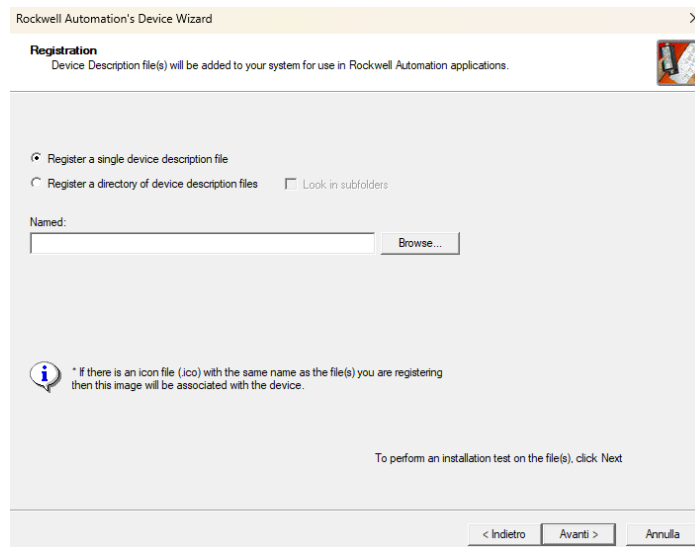 Rockwell Automation's Device Wizard
Registration
Device Description file(s) will be added to your system for use in Rockwell Automation applications.
Register a single device description file
Register a directory of device description files Look in subfolders
Named:
Browse...
* If there is an icon file (.ico) with the same name as the file(s) you are registering
then this image will be associated with the device.
To perform an installation test on the file(s), click Next
< Indietro Avanti > Annulla